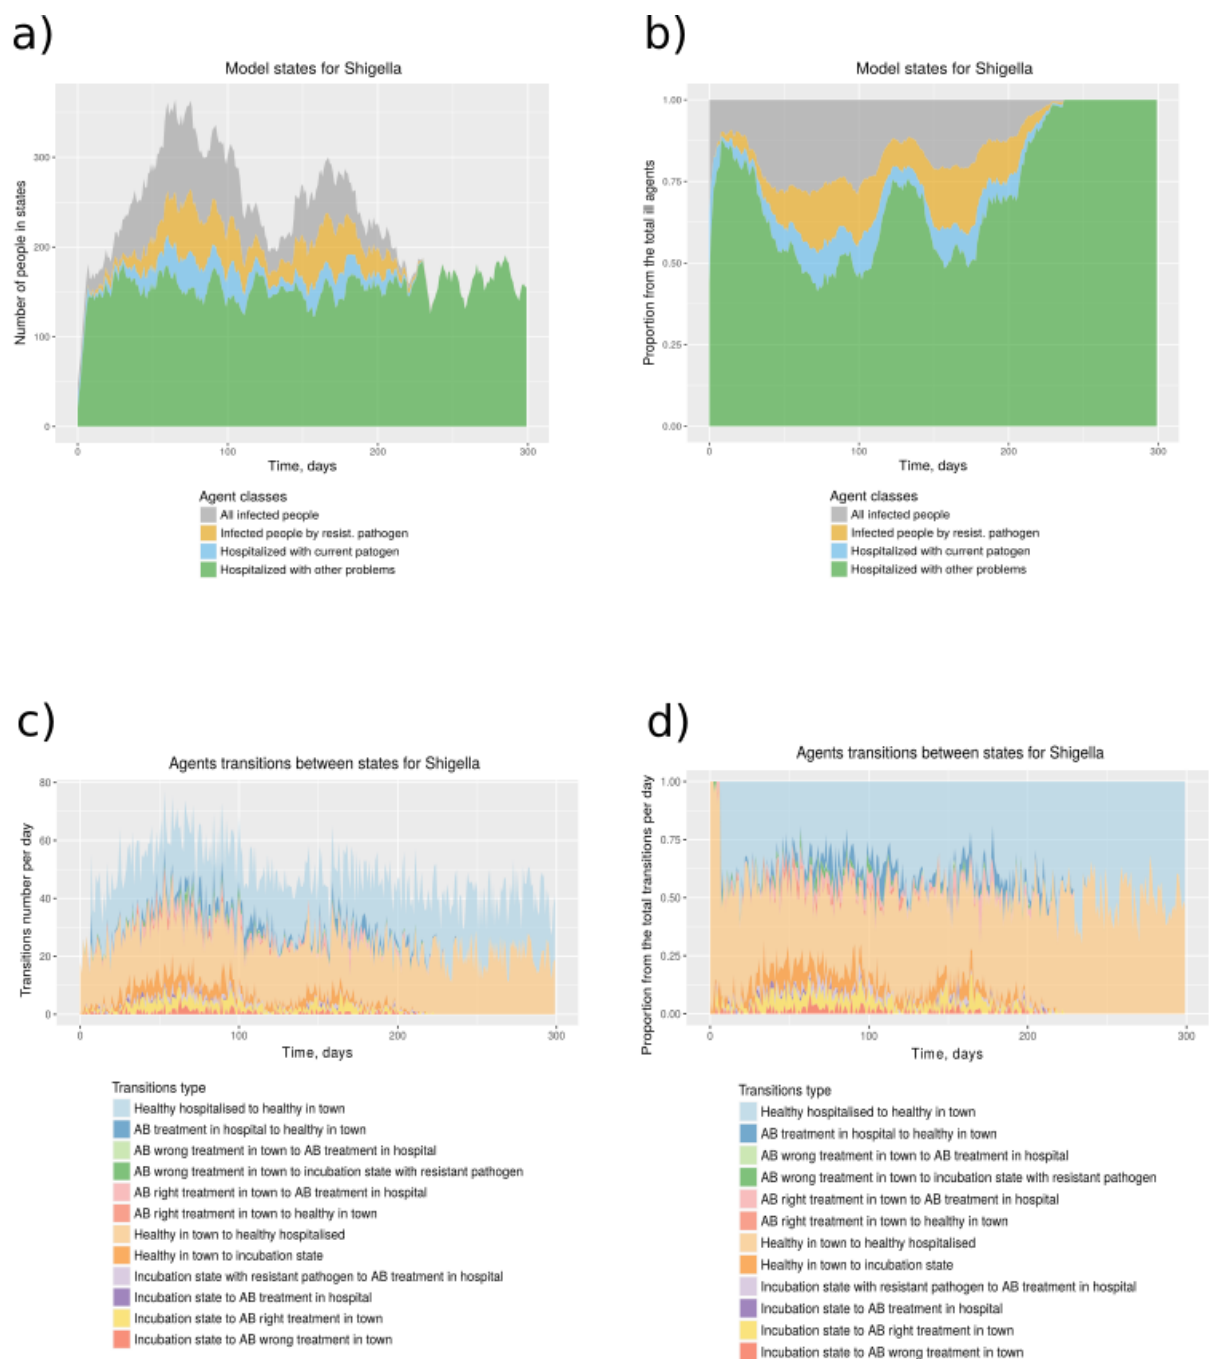 a)
Model states for Shigella
Number of people in states
300
200
100
0
0
100
200
300
Time, days
Agent classes
All infected people
Infected people by resist. pathogen
Hospitalized with current patogen
Hospitalized with other problems
b)
Model states for Shigella
Proportion from the total ill agents
1.00
0.75
0.50
0.25
0.00
0
100
200
300
Time, days
Agent classes
All infected people
Infected people by resist. pathogen
Hospitalized with current patogen
Hospitalized with other problems
c)
Agents transitions between states for Shigella
Transitions number per day
80
60
40
20
0
0
100
200
300
Time, days
Transitions type
Healthy hospitalised to healthy in town
AB treatment in hospital to healthy in town
AB wrong treatment in town to AB treatment in hospital
AB wrong treatment in town to incubation state with resistant pathogen
AB right treatment in town to AB treatment in hospital
AB right treatment in town to healthy in town
Healthy in town to healthy hospitalised
Healthy in town to incubation state
Incubation state with resistant pathogen to AB treatment in hospital
Incubation state to AB treatment in hospital
Incubation state to AB right treatment in town
Incubation state to AB wrong treatment in town
d)
Agents transitions between states for Shigella
Proportion from the total transitions per day
1.00
0.75
0.50
0.25
0.00
0
100
200
300
Time, days
Transitions type
Healthy hospitalised to healthy in town
AB treatment in hospital to healthy in town
AB wrong treatment in town to AB treatment in hospital
AB wrong treatment in town to incubation state with resistant pathogen
AB right treatment in town to AB treatment in hospital
AB right treatment in town to healthy in town
Healthy in town to healthy hospitalised
Healthy in town to incubation state
Incubation state with resistant pathogen to AB treatment in hospital
Incubation state to AB treatment in hospital
Incubation state to AB right treatment in town
Incubation state to AB wrong treatment in town